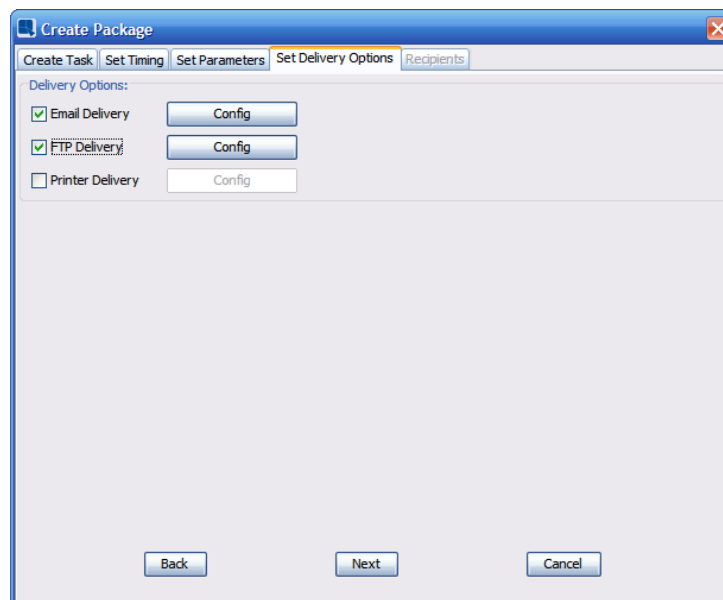 Create Package
Create Task Set Timing Set Parameters Set Delivery Options Recipients
Delivery Options:
Email Delivery Config
FTP Delivery Config
Printer Delivery Config
Back Next Cancel